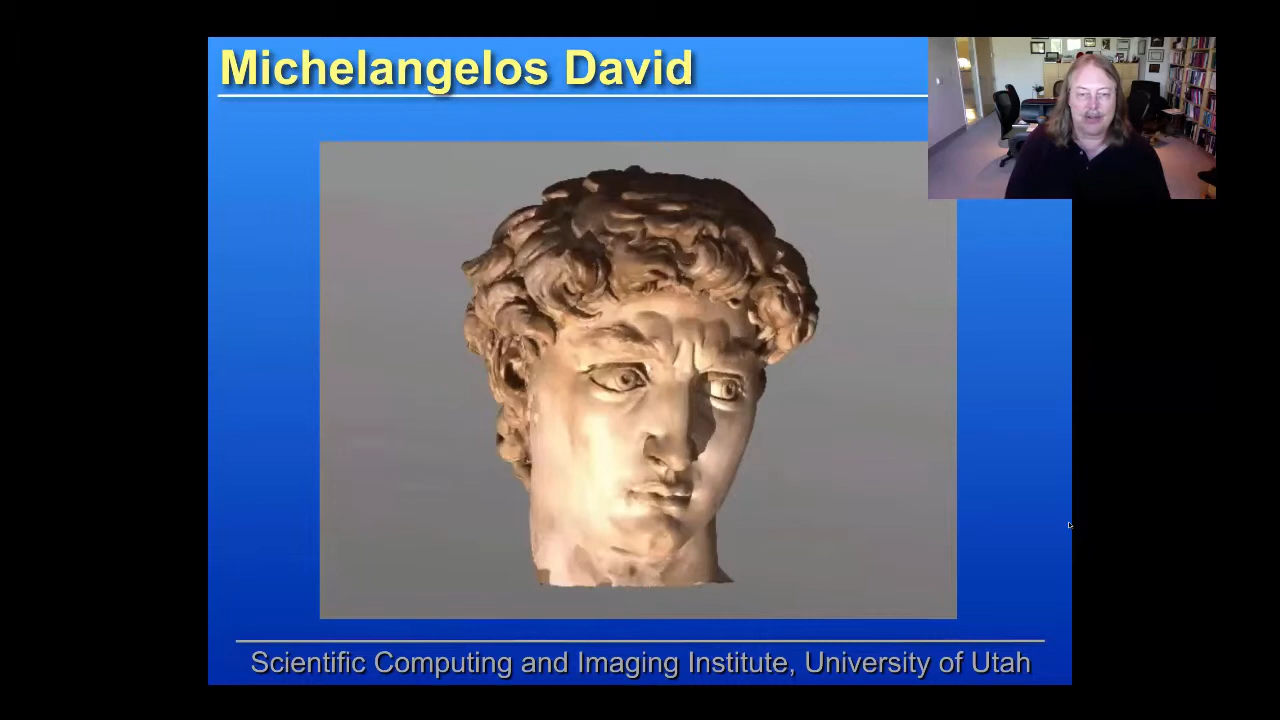 Michelangelos David
Scientific Computing and Imaging Institute, University of Utah